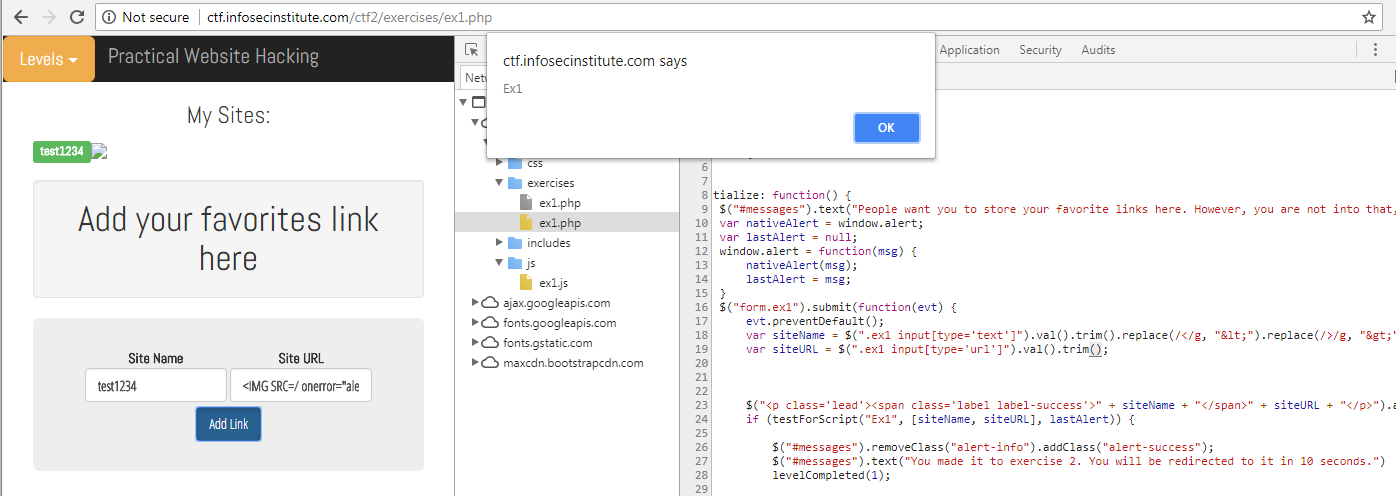 Not secure | ctf.infosecinstitute.com/ctf2/exercises/ex1.php
Levels
Practical Website Hacking
My Sites:
test1234
Add your favorites link
here
Site Name
Site URL
test1234
<IMG SRC=/ onerror="ale
Add Link
Application
Security
Audits
Net
ctf.infosecinstitute.com says
Ex1
OK
css
exercises
ex1.php
ex1.php
includes
js
ex1.js
ajax.googleapis.com
fonts.googleapis.com
fonts.gstatic.com
maxcdn.bootstrapcdn.com
6
7
8 tialize: function() {
9 $("#messages").text("People want you to store your favorite links here. However, you are not into that,
10 var nativeAlert = window.alert;
11 var lastAlert = null;
12 window.alert = function(msg) {
13 nativeAlert(msg);
14 lastAlert = msg;
15 }
16 $("form.ex1").submit(function(evt) {
17 evt.preventDefault();
18 var siteName = $(".ex1 input[type='text']").val().trim().replace(/</g, "&lt;").replace(/>/g, "&gt;"
19 var siteURL = $(".ex1 input[type='url']").val().trim();
20
21
22
23 $("<p class='lead'><span class='label label-success'>" + siteName + "</span>" + siteURL + "</p>").a
24 if (testForScript("Ex1", [siteName, siteURL], lastAlert)) {
25
26 $("#messages").removeClass("alert-info").addClass("alert-success");
27 $("#messages").text("You made it to exercise 2. You will be redirected to it in 10 seconds.")
28 levelCompleted(1);
29